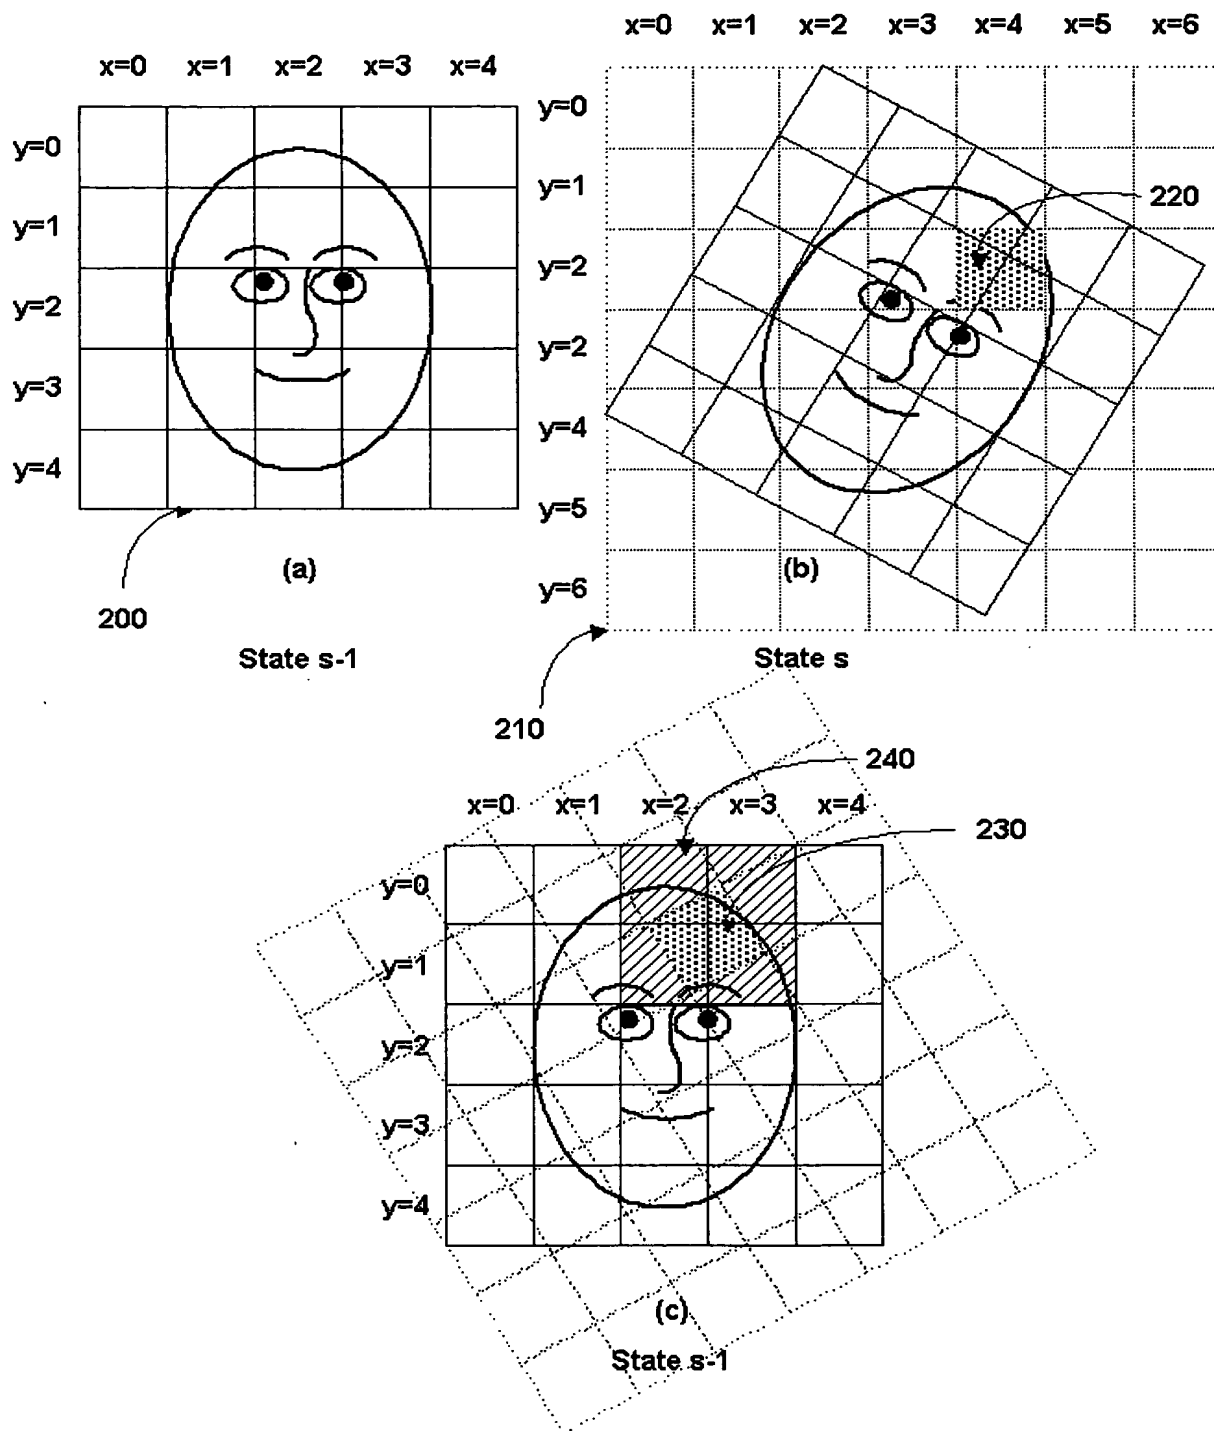 x=0 x=1 x=2 x=3 x=4
y=0
y=1
y=2
y=3
y=4
200
(a)
State s-1
x=0 x=1 x=2 x=3 x=4 x=5 x=6
y=0
y=1
y=2
y=2
y=4
y=5
y=6
220
(b)
210
State s
240
x=0 x=1 x=2 x=3 x=4
230
y=0
y=1
y=2
y=3
y=4
(c)
State s-1